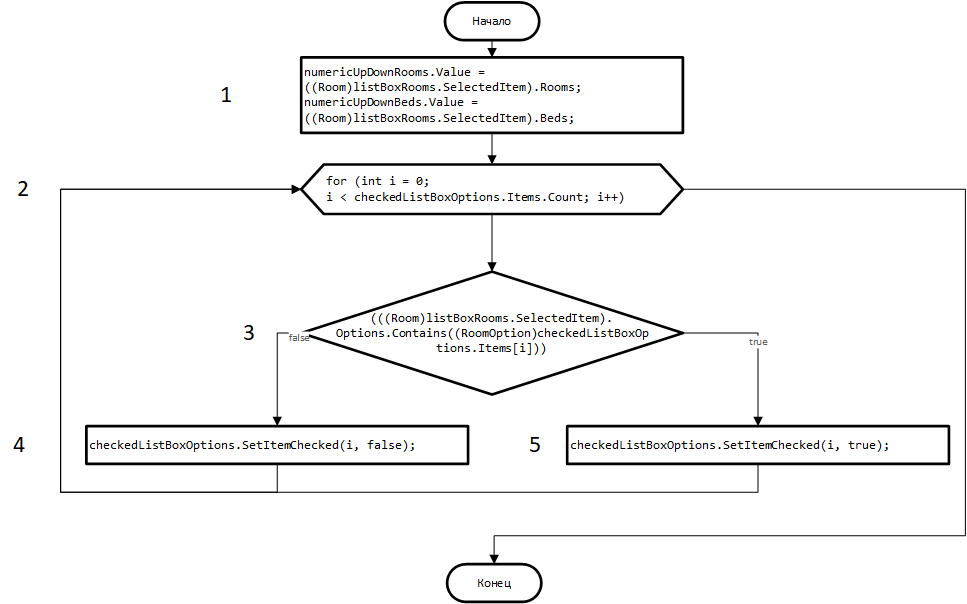 Начало
1
numericUpDownRooms.Value =
((Room)listBoxRooms.SelectedItem).Rooms;
numericUpDownBeds.Value =
((Room)listBoxRooms.SelectedItem).Beds;
2
for (int i = 0;
i < checkedListBoxOptions.Items.Count; i++)
3
(((Room)listBoxRooms.SelectedItem).
Options.Contains((RoomOption)checkedListBoxOp
tions.Items[i]))
false
true
4
checkedListBoxOptions.SetItemChecked(i, false);
5
checkedListBoxOptions.SetItemChecked(i, true);
Конец